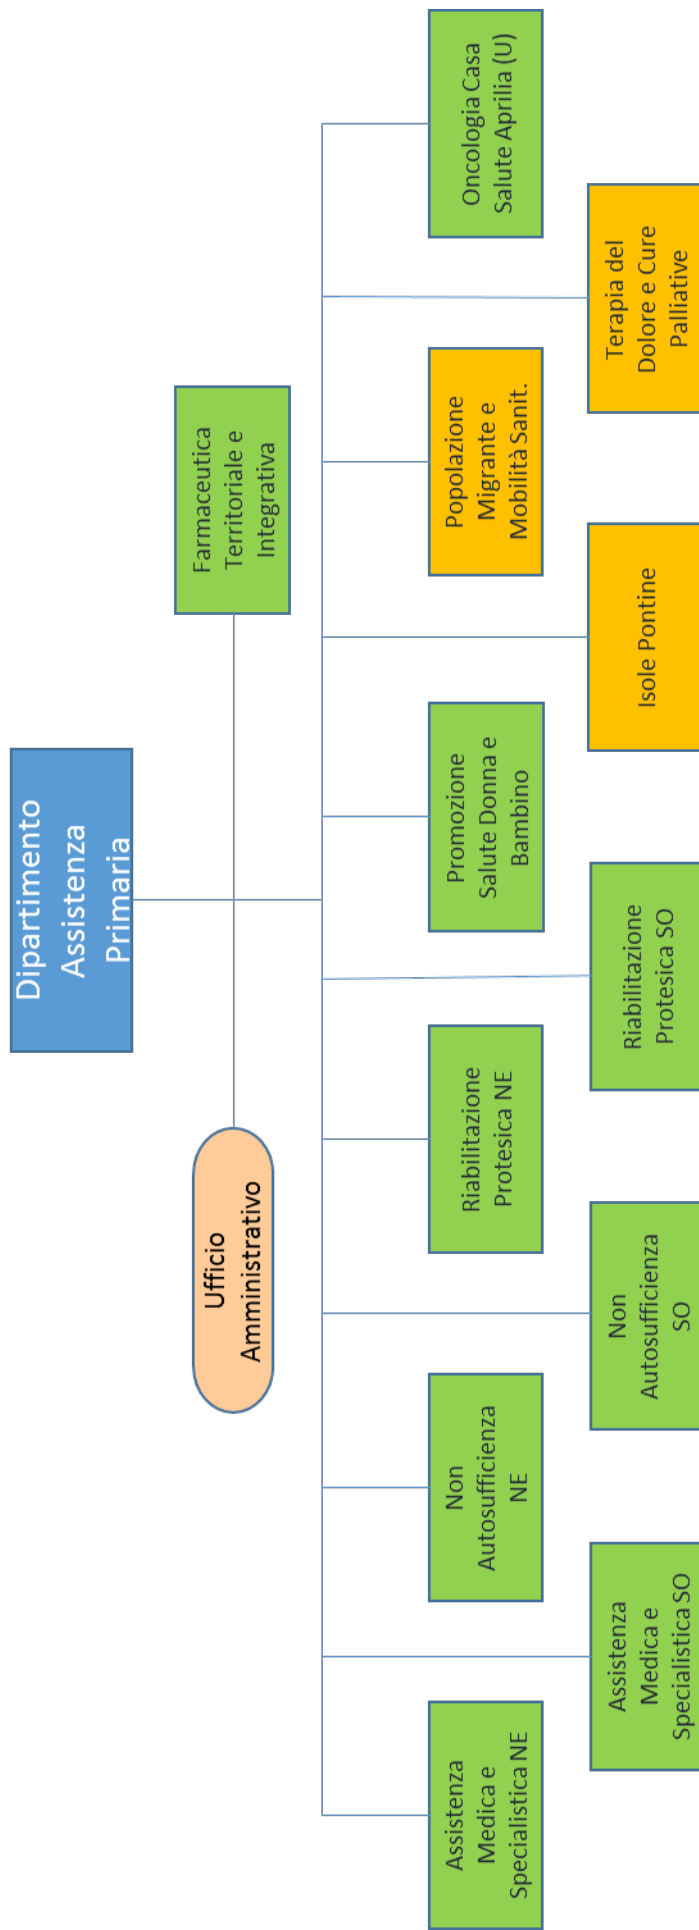 Dipartimento
Assistenza
Primaria
Ufficio
Amministrativo
Farmaceutica
Territoriale e
Integrativa
Assistenza
Medica e
Specialistica NE
Non
Autosufficienza
NE
Riabilitazione
Protesica NE
Promozione
Salute Donna e
Bambino
Popolazione
Migrante e
Mobilità Sanit.
Oncologia Casa
Salute Aprilia (U)
Assistenza
Medica e
Specialistica SO
Non
Autosufficienza
SO
Riabilitazione
Protesica SO
Isole Pontine
Terapia del
Dolore e Cure
Palliative